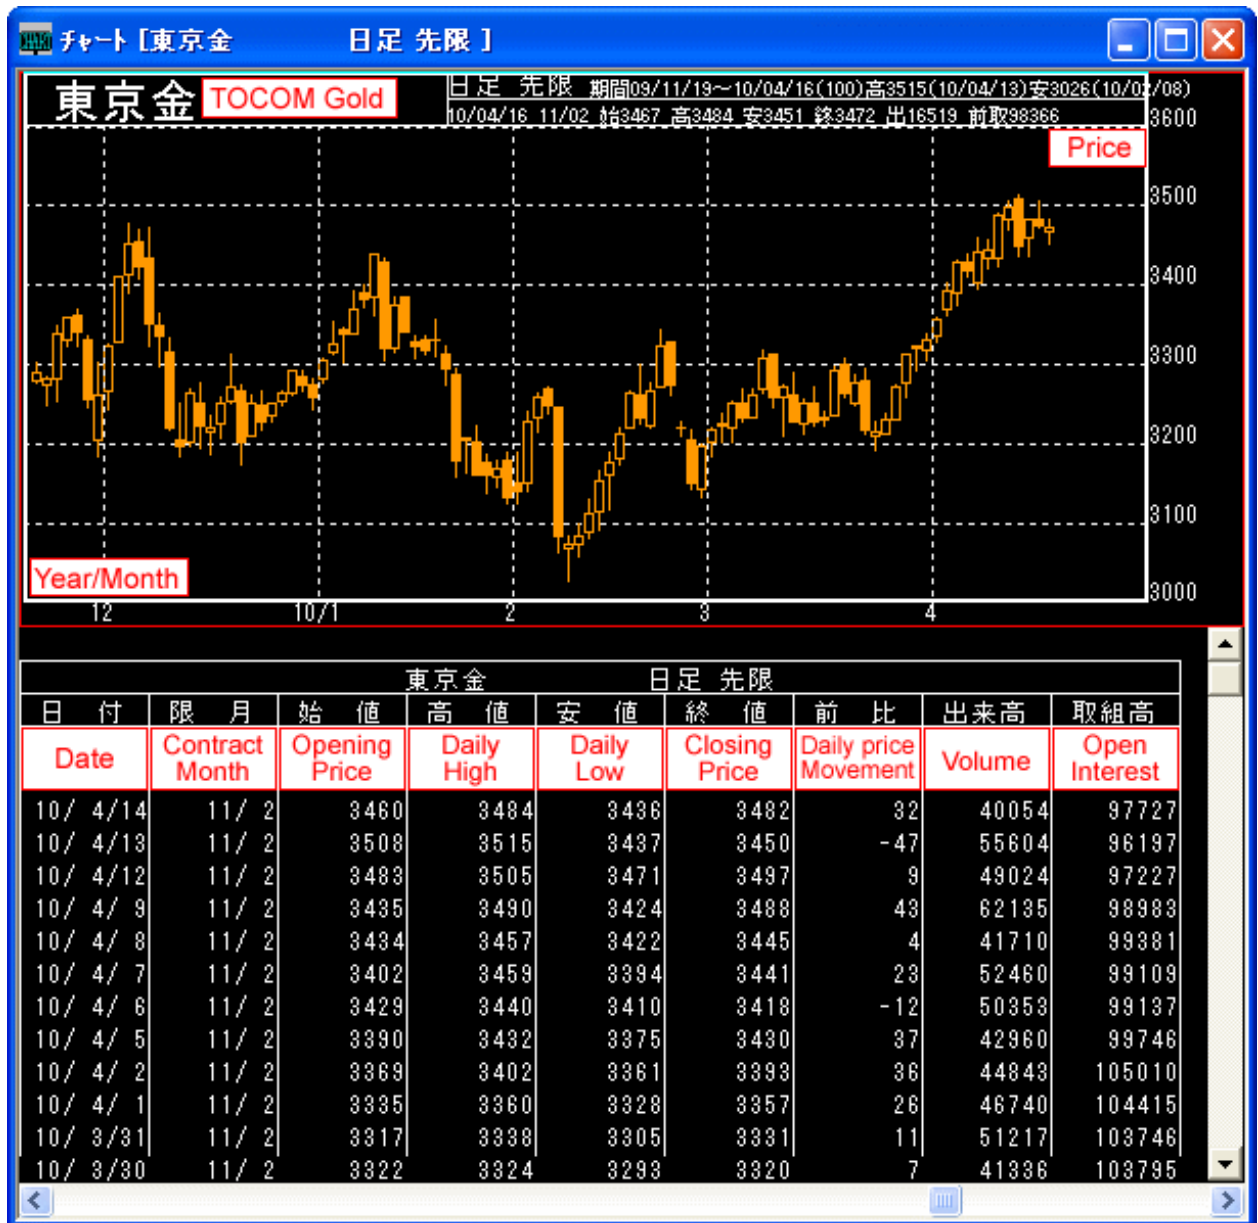 チャート [東京金 日足 先限 ]
東京金 TOCOM Gold 日足 先限 期間09/11/19～10/04/16(100)高3515(10/04/13)安3026(10/02/08)
10/04/16 11/02 始3467 高3484 安3451 終3472 出16519 前取98366
3600
Price
3500
3400
3300
3200
3100
Year/Month
3000
12 10/1 2 3 4
東京金 日足 先限
日付 限月 始値 高値 安値 終値 前比 出来高 取組高
Date Contract Month Opening Price Daily High Daily Low Closing Price Daily price Movement Volume Open Interest
10/ 4/14 11/ 2 3460 3484 3436 3482 32 40054 97727
10/ 4/13 11/ 2 3508 3515 3437 3450 -47 55604 96197
10/ 4/12 11/ 2 3483 3505 3471 3497 9 49024 97227
10/ 4/ 9 11/ 2 3435 3490 3424 3488 43 62135 98983
10/ 4/ 8 11/ 2 3434 3457 3422 3445 4 41710 99381
10/ 4/ 7 11/ 2 3402 3459 3394 3441 23 52460 99109
10/ 4/ 6 11/ 2 3429 3440 3410 3418 -12 50353 99137
10/ 4/ 5 11/ 2 3390 3432 3375 3430 37 42960 99746
10/ 4/ 2 11/ 2 3369 3402 3361 3393 36 44843 105010
10/ 4/ 1 11/ 2 3335 3360 3328 3357 26 46740 104415
10/ 3/31 11/ 2 3317 3338 3305 3331 11 51217 103746
10/ 3/30 11/ 2 3322 3324 3293 3320 7 41336 103795